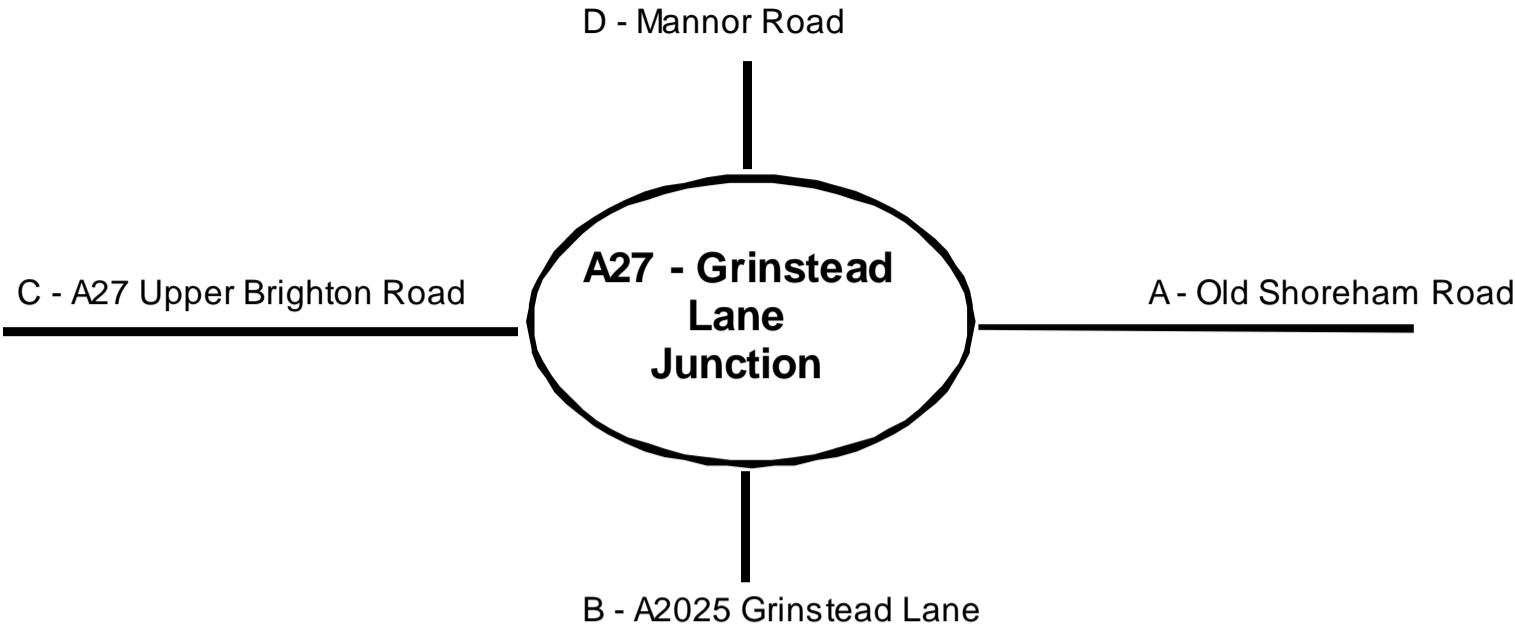 D - Mannor Road
C - A27 Upper Brighton Road
A27 - Grinstead
Lane
Junction
A - Old Shoreham Road
B - A2025 Grinstead Lane